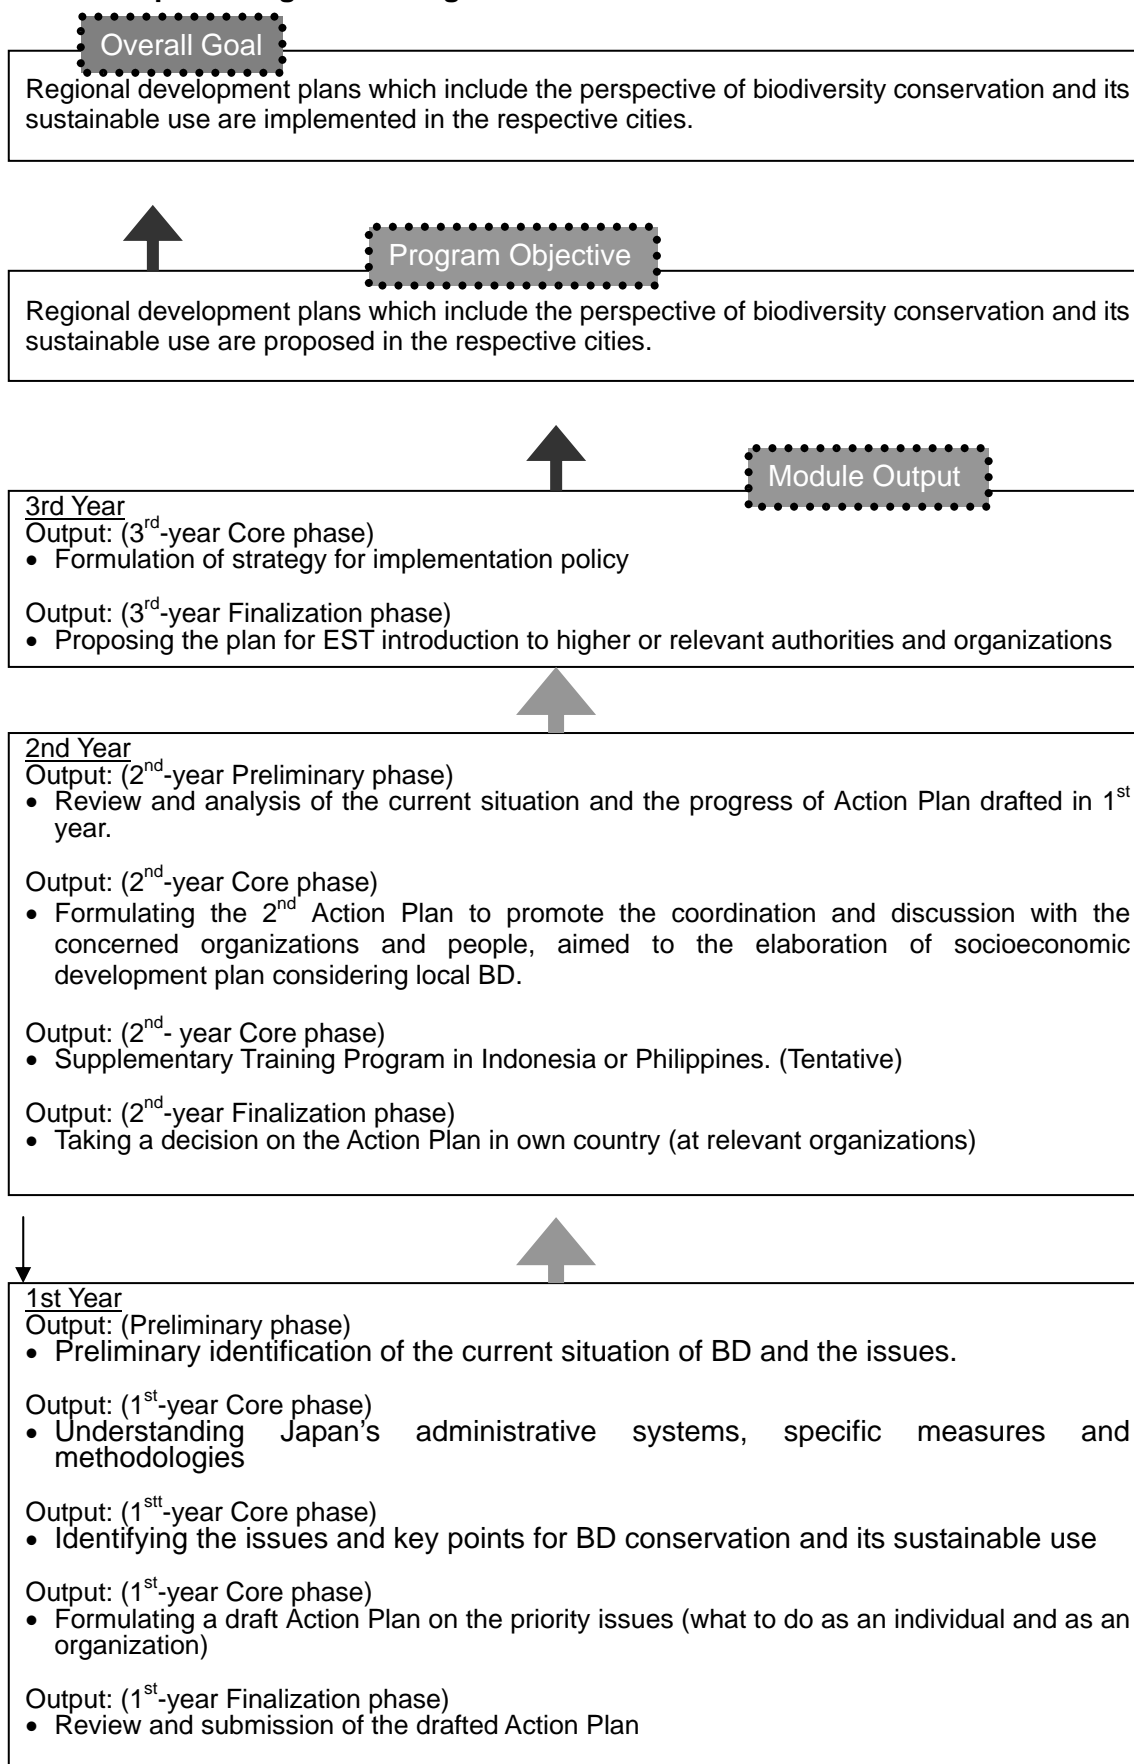 Overall Goal
Regional development plans which include the perspective of biodiversity conservation and its
sustainable use are implemented in the respective cities.
Program Objective
Regional development plans which include the perspective of biodiversity conservation and its
sustainable use are proposed in the respective cities.
Module Output
3rd Year
Output: (3rd-year Core phase)
• Formulation of strategy for implementation policy
Output: (3rd-year Finalization phase)
• Proposing the plan for EST introduction to higher or relevant authorities and organizations
2nd Year
Output: (2nd-year Preliminary phase)
• Review and analysis of the current situation and the progress of Action Plan drafted in 1st
year.
Output: (2nd-year Core phase)
• Formulating the 2nd Action Plan to promote the coordination and discussion with the
concerned organizations and people, aimed to the elaboration of socioeconomic
development plan considering local BD.
Output: (2nd- year Core phase)
• Supplementary Training Program in Indonesia or Philippines. (Tentative)
Output: (2nd-year Finalization phase)
• Taking a decision on the Action Plan in own country (at relevant organizations)
1st Year
Output: (Preliminary phase)
• Preliminary identification of the current situation of BD and the issues.
Output: (1st-year Core phase)
• Understanding Japan's administrative systems, specific measures and
methodologies
Output: (1stt-year Core phase)
• Identifying the issues and key points for BD conservation and its sustainable use
Output: (1st-year Core phase)
• Formulating a draft Action Plan on the priority issues (what to do as an individual and as an
organization)
Output: (1st-year Finalization phase)
• Review and submission of the drafted Action Plan